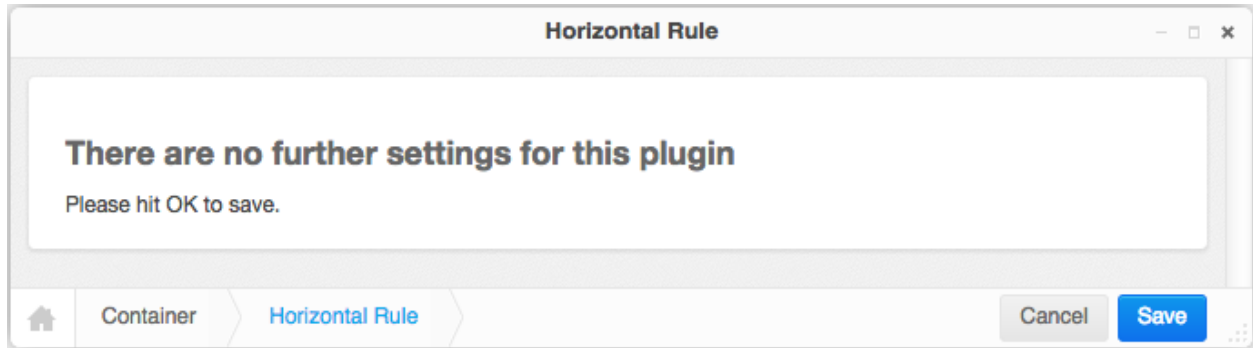 Horizontal Rule
There are no further settings for this plugin
Please hit OK to save.
Container Horizontal Rule Cancel Save